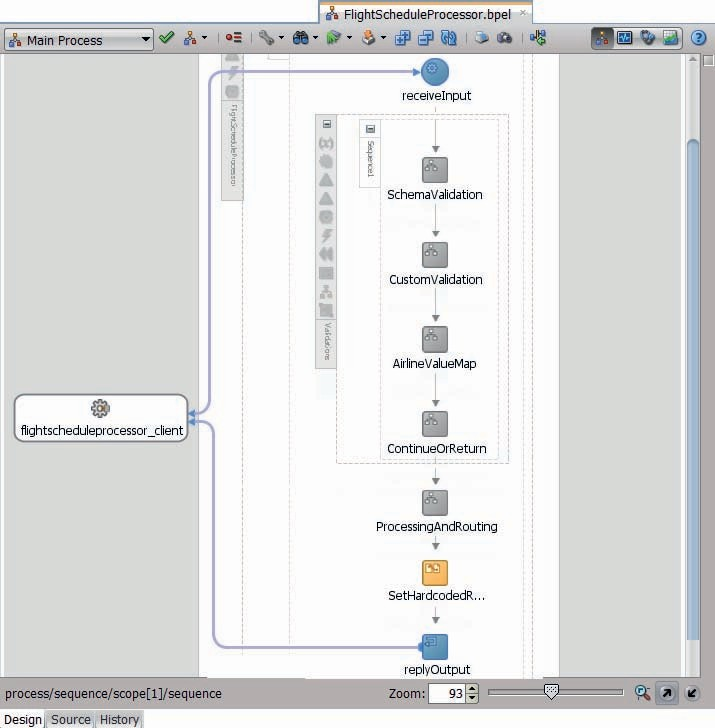 FlightScheduleProcessor.bpel
Main Process
receiveInput
FlightScheduleProcessor
Sequence1
SchemaValidation
CustomValidation
Validations
AirlineValueMap
flightscheduleprocessor_client
ContinueOrReturn
ProcessingAndRouting
SetHardcodedR...
replyOutput
process/sequence/scope[1]/sequence
Zoom: 93
Design Source History